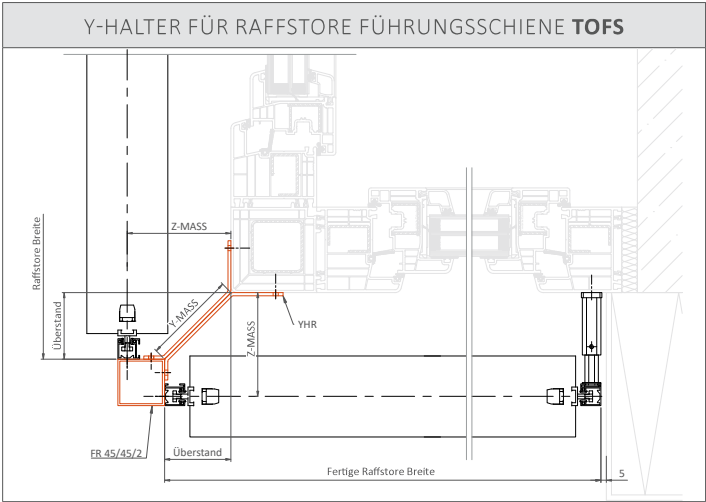 Y-HALTER FÜR RAFFSTORE FÜHRUNGSSCHIENE TOFS
Z-MASS
Raffstore Breite
Überstand
Y-MASS
Z-MASS
YHR
FR 45/45/2
Überstand
Fertige Raffstore Breite
5